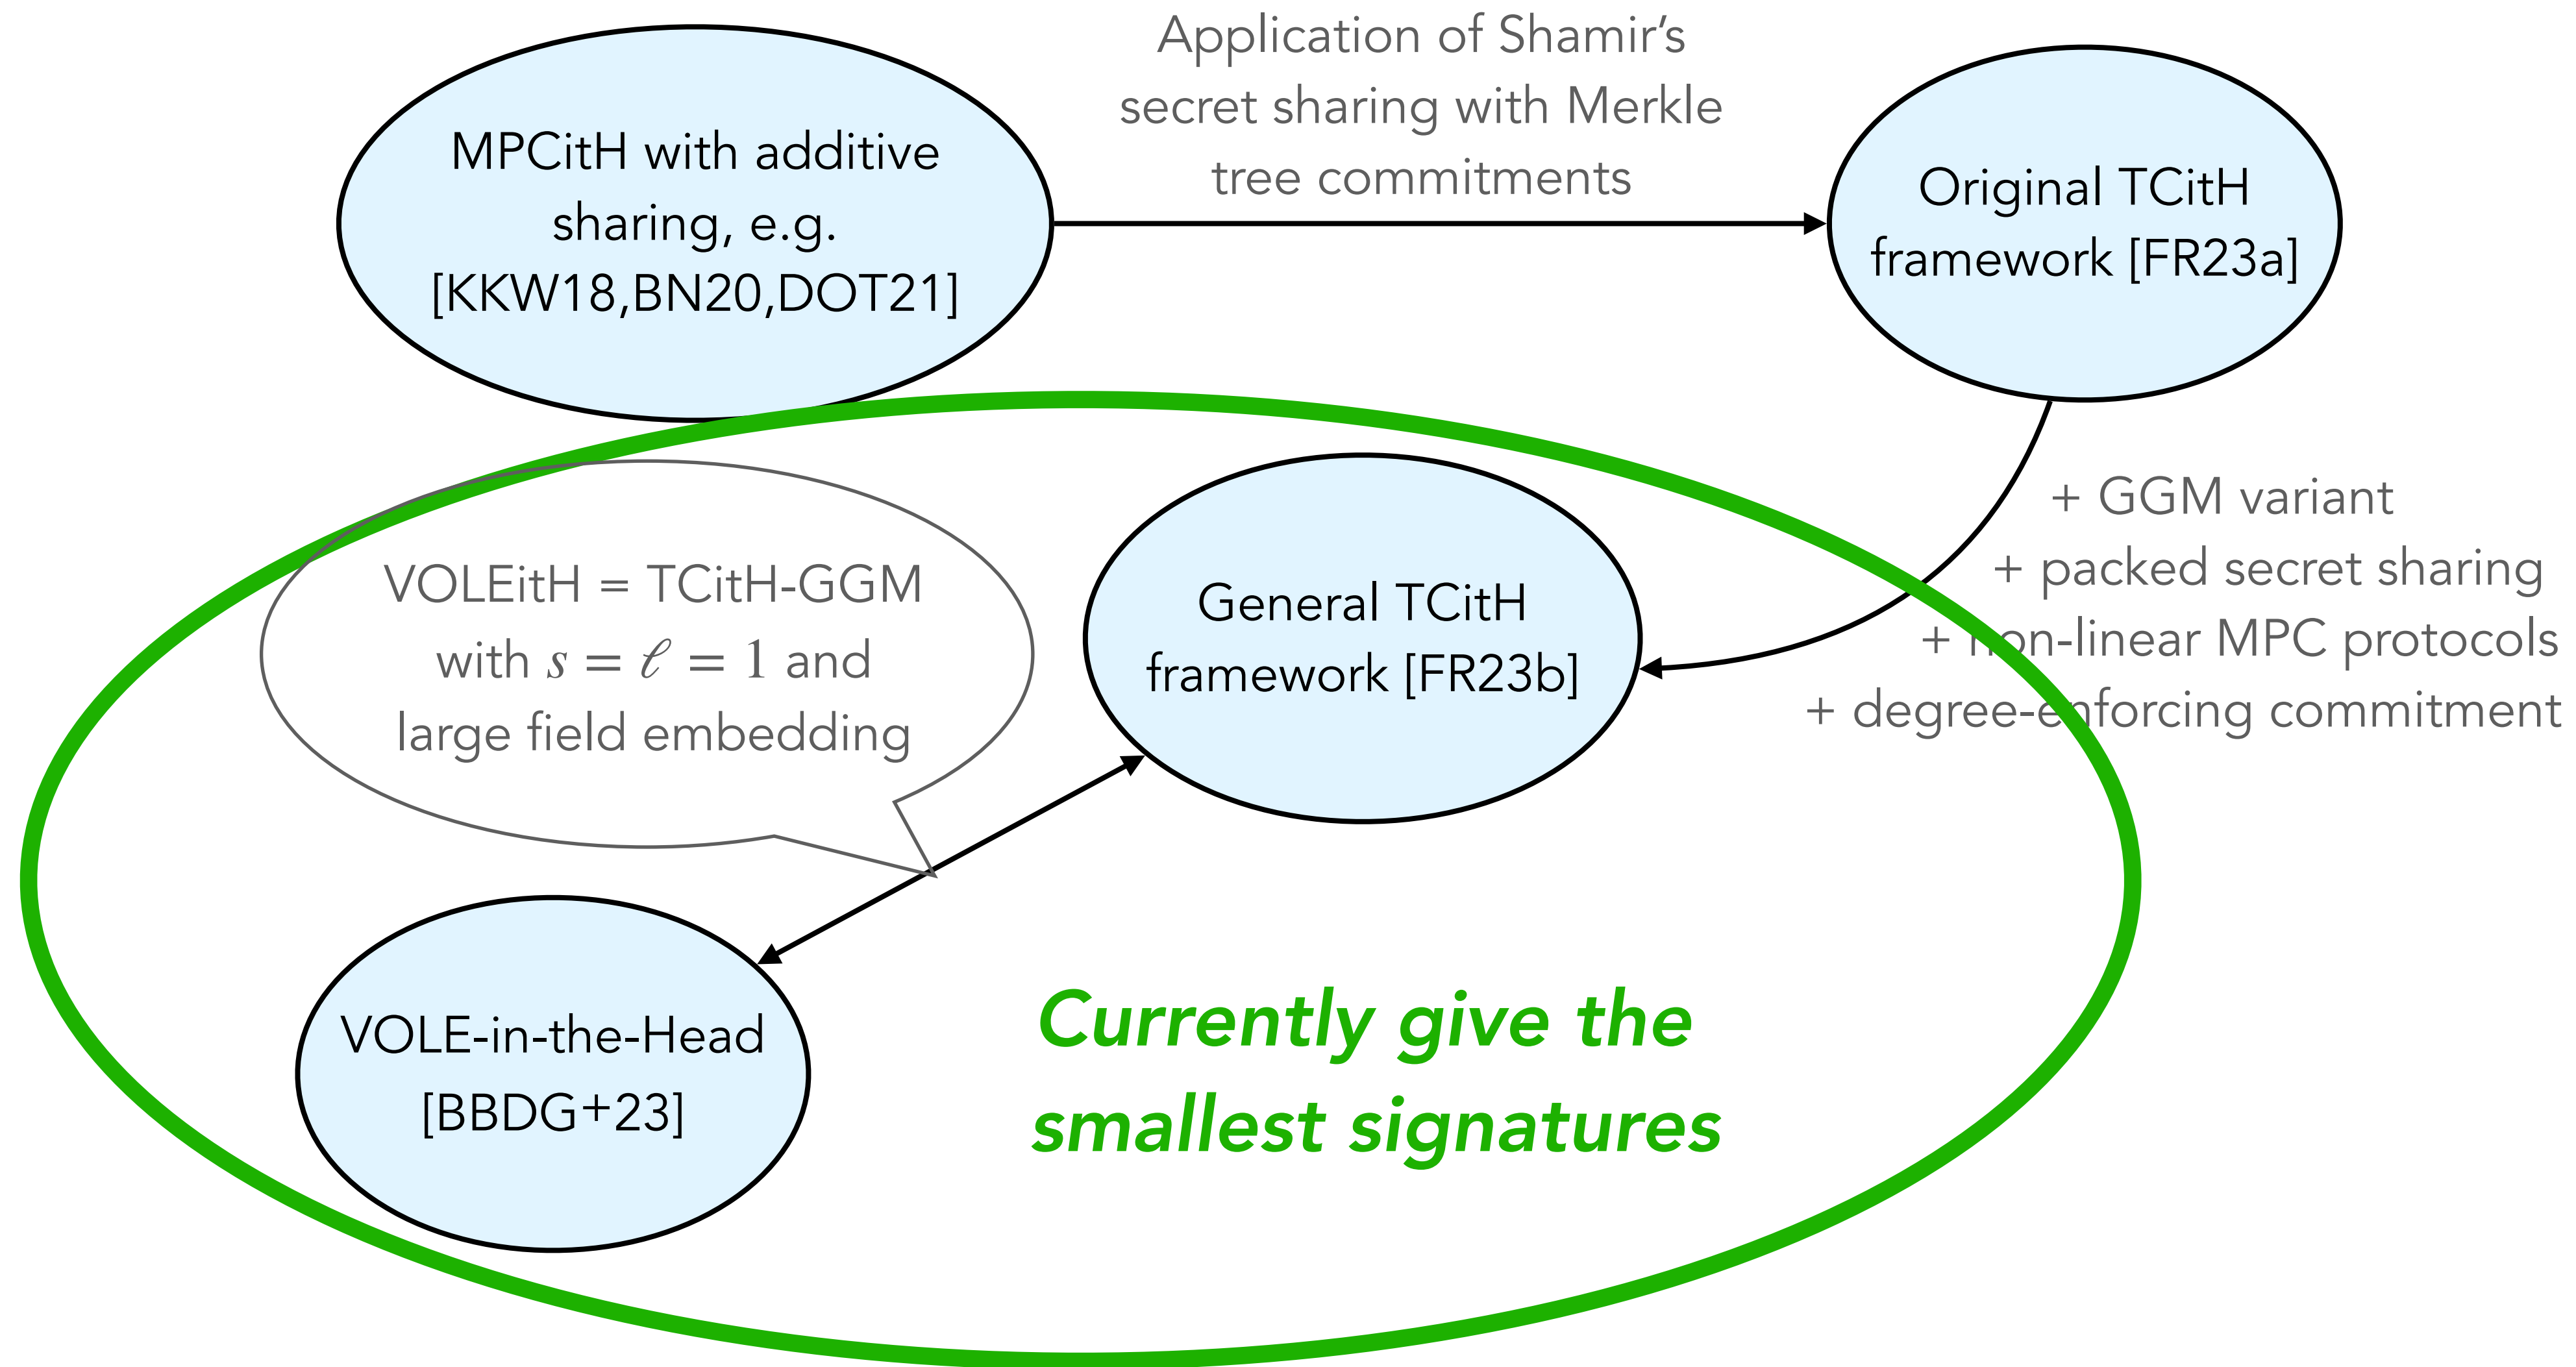 MPCitH with additive
sharing, e.g.
[KKW18,BN20,DOT21]
Application of Shamir's
secret sharing with Merkle
tree commitments
Original TCitH
framework [FR23a]
+ GGM variant
+ packed secret sharing
+ non-linear MPC protocols
+ degree-enforcing commitment
General TCitH
framework [FR23b]
VOLEitH = TCitH-GGM
with s = ℓ = 1 and
large field embedding
VOLE-in-the-Head
[BBDG+23]
Currently give the
smallest signatures